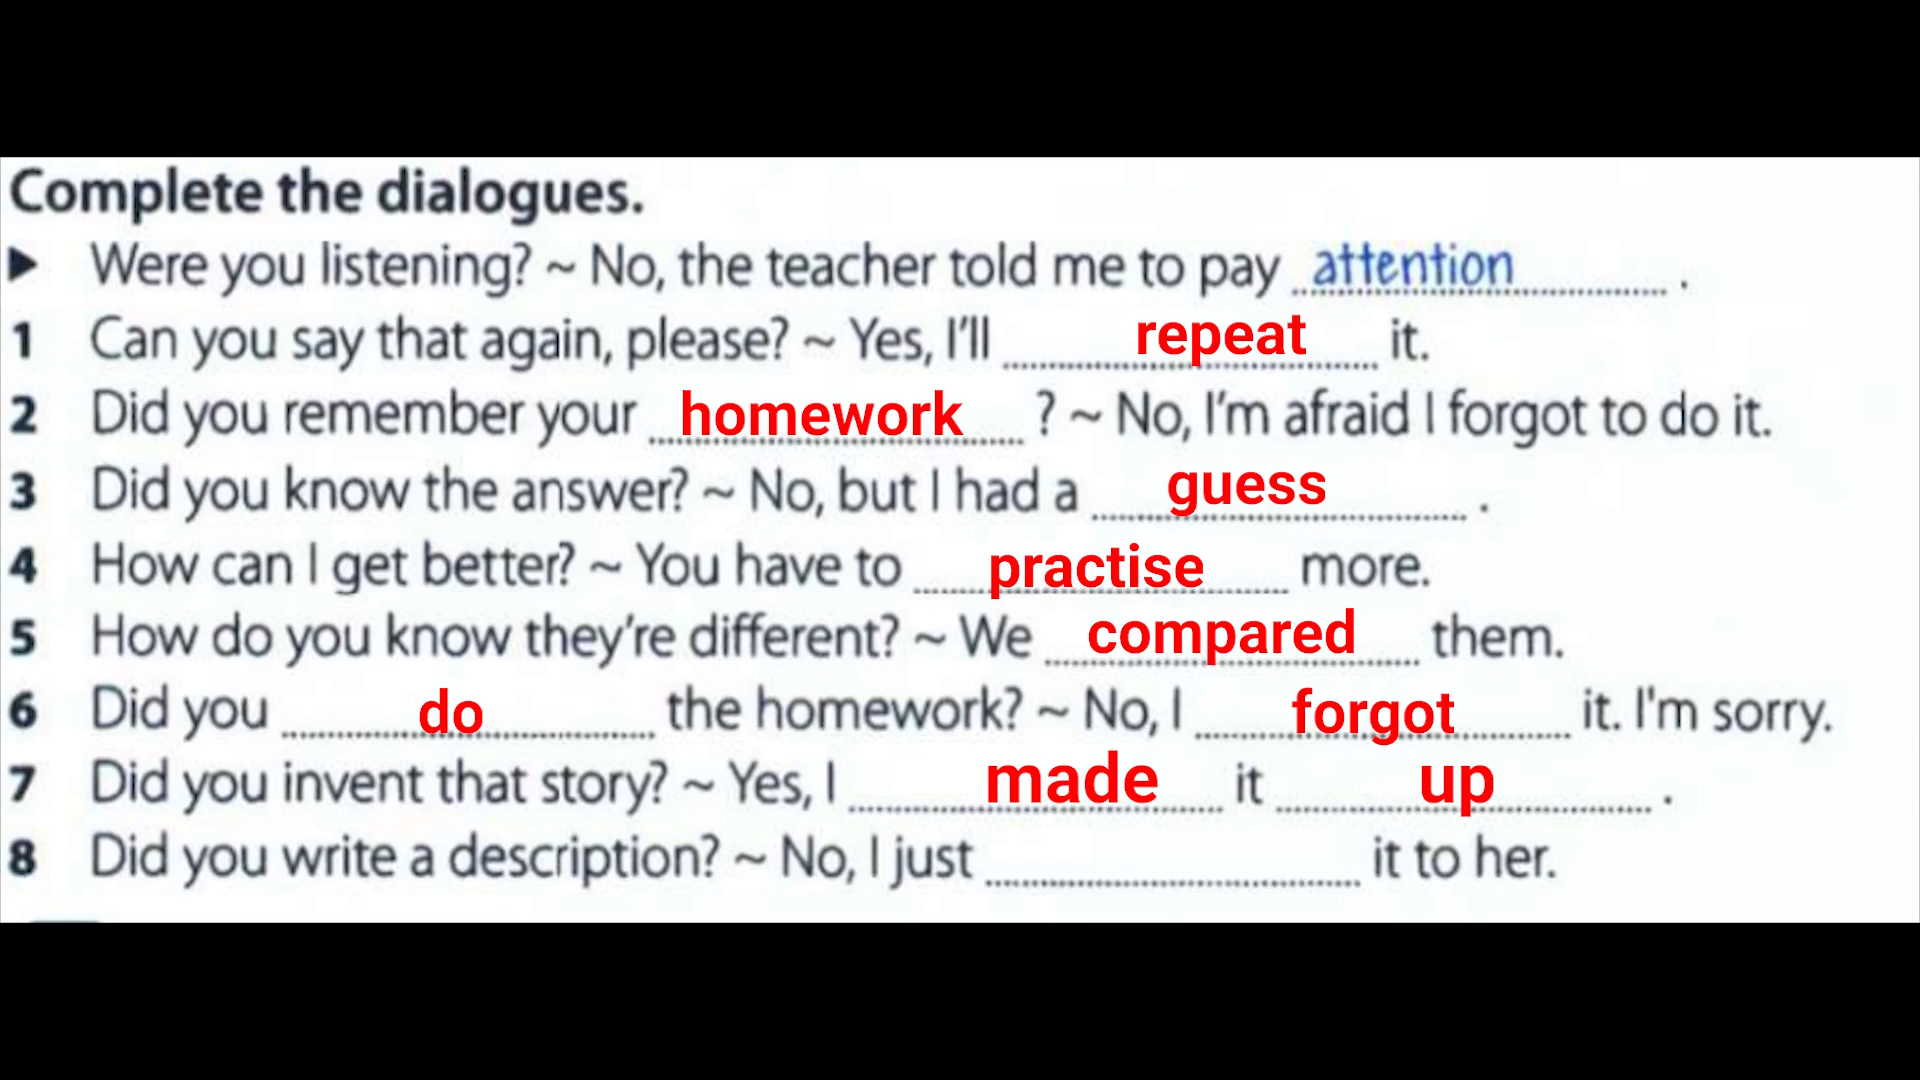 Complete the dialogues.
▶ Were you listening? ~ No, the teacher told me to pay attention .
1 Can you say that again, please? ~ Yes, I'll repeat it.
2 Did you remember your homework ? ~ No, I'm afraid I forgot to do it.
3 Did you know the answer? ~ No, but I had a guess .
4 How can I get better? ~ You have to practise more.
5 How do you know they're different? ~ We compared them.
6 Did you do the homework? ~ No, I forgot it. I'm sorry.
7 Did you invent that story? ~ Yes, I made it up .
8 Did you write a description? ~ No, I just ........................ it to her.